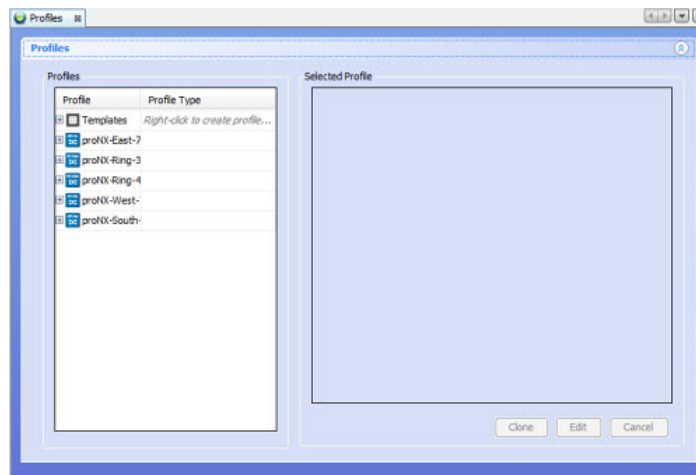 Profiles
Profiles
Profiles
Selected Profile
Profile Profile Type
Templates Right-click to create profile...
proNX-East-7
proNX-Ring-3
proNX-Ring-4
proNX-West-
proNX-South-
Clone Edit Cancel